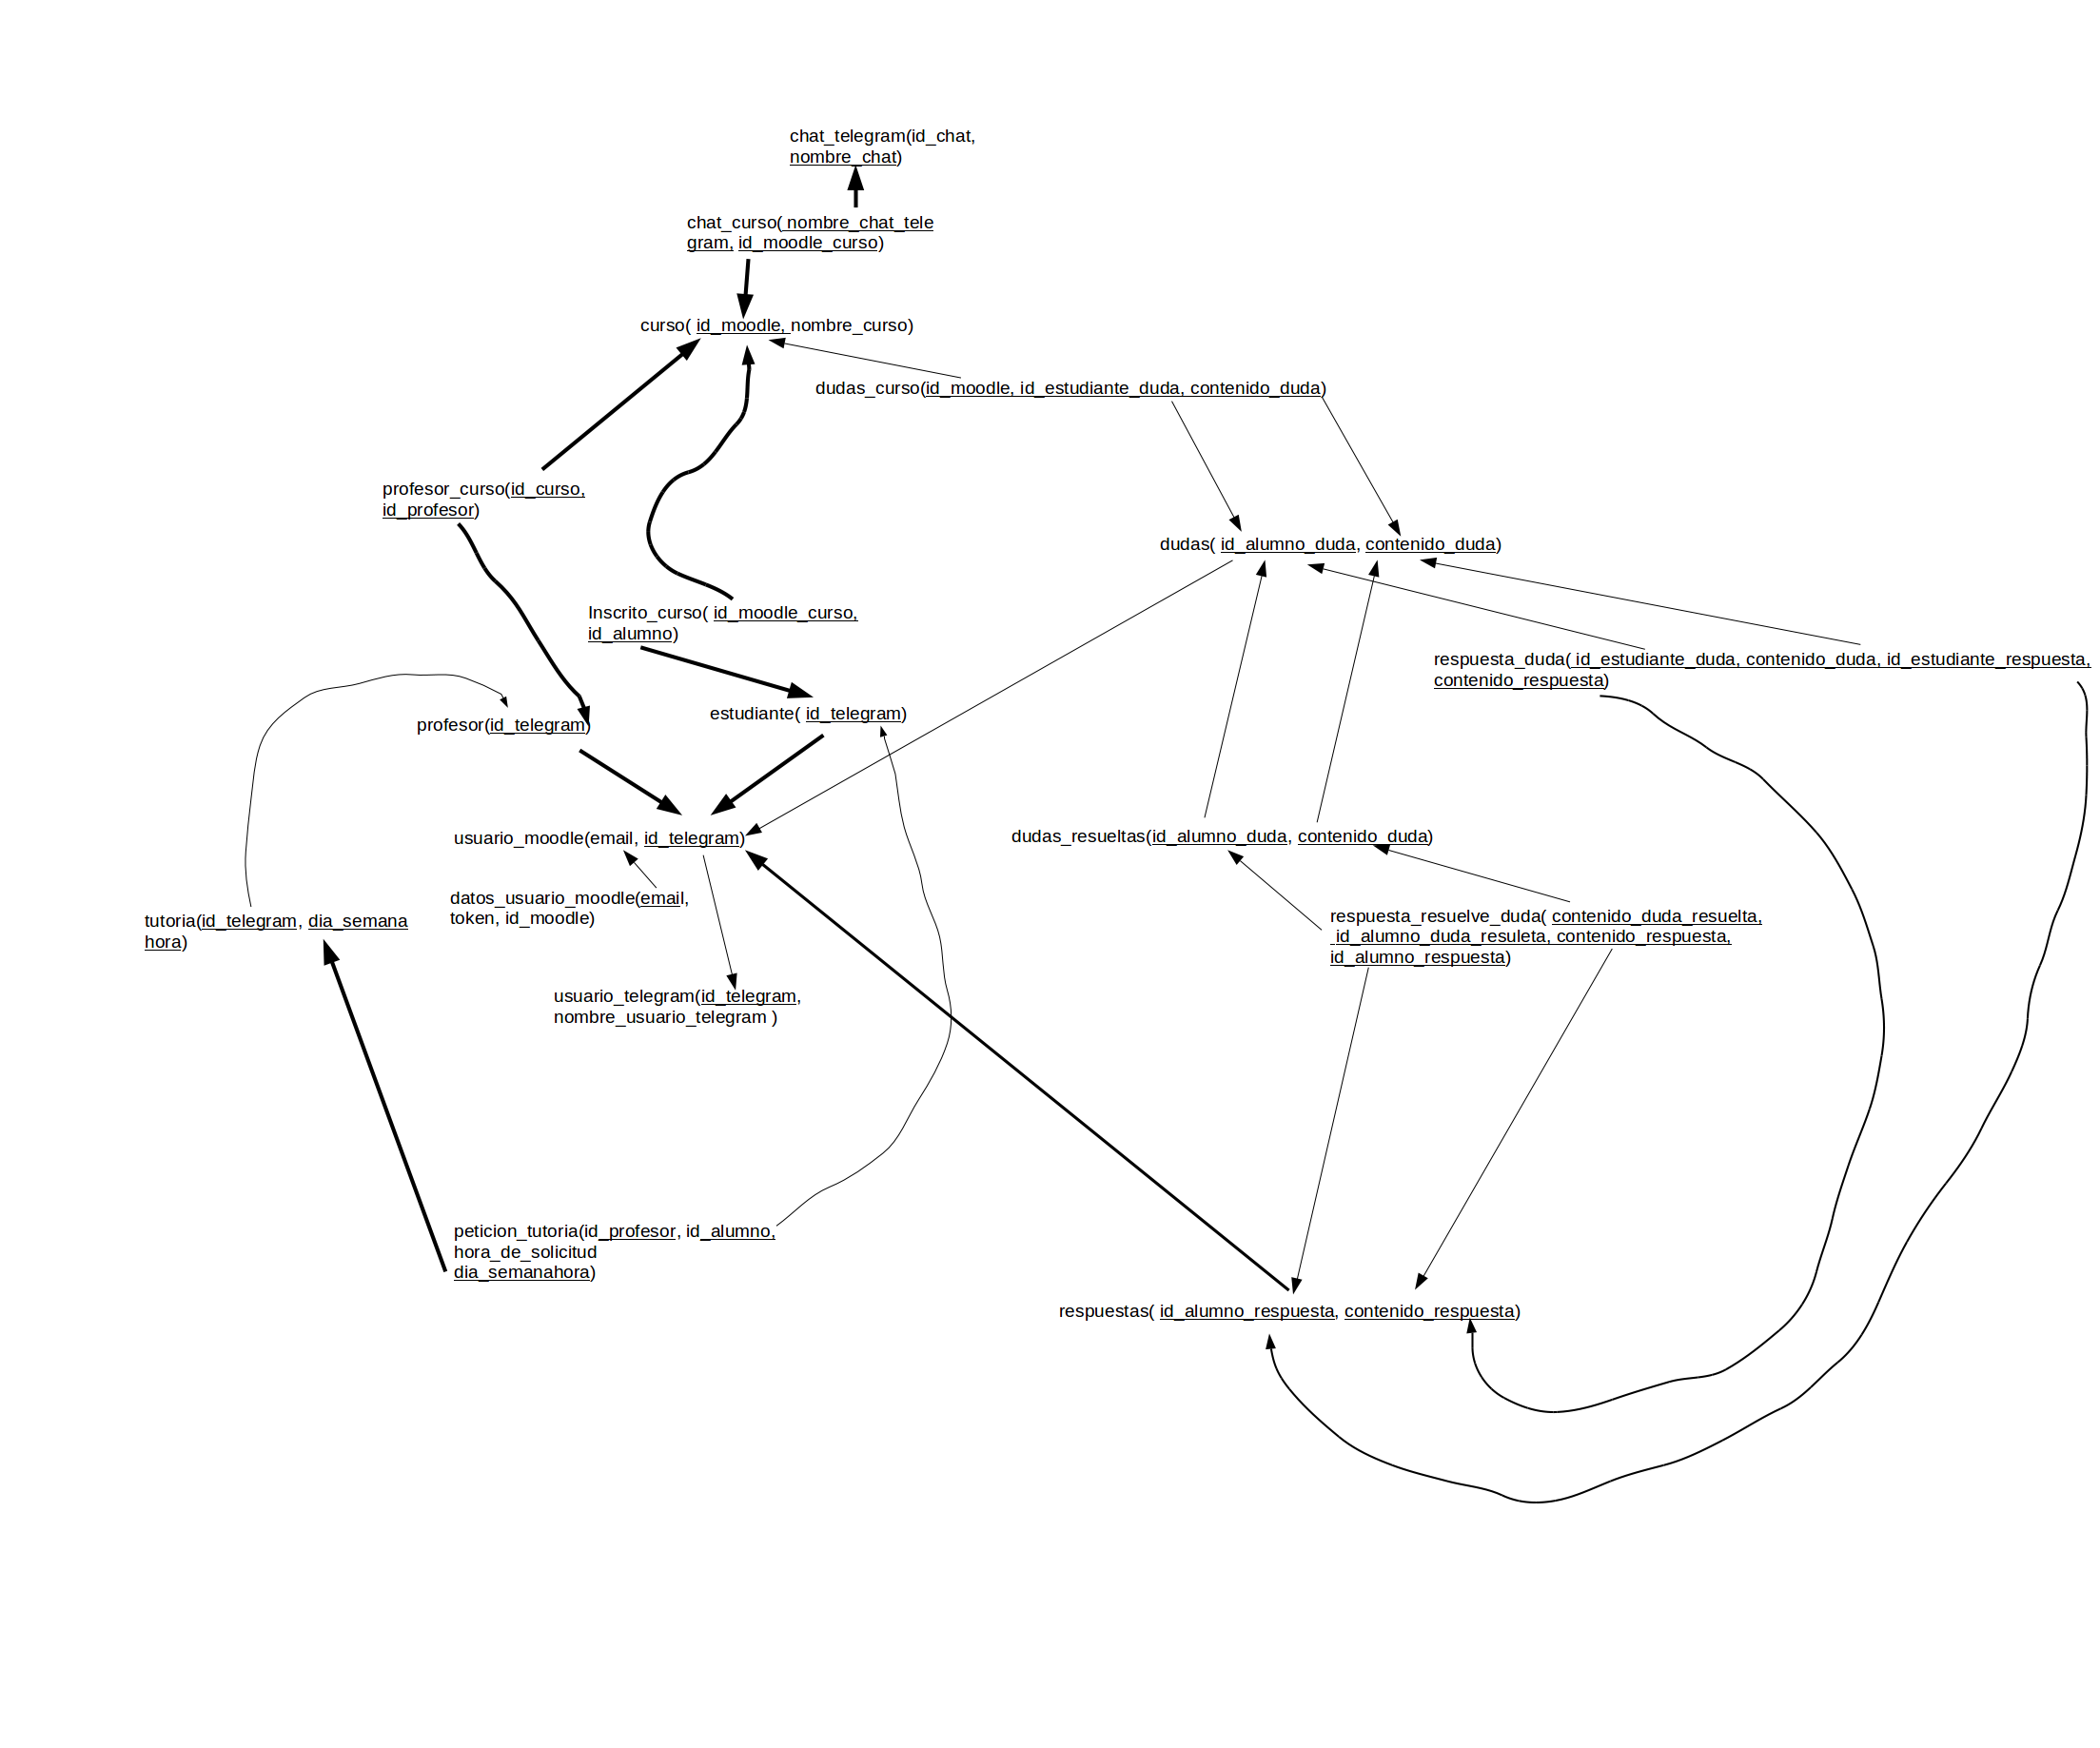 chat_telegram(id_chat,
nombre_chat)
chat_curso( nombre_chat_tele
gram, id_moodle_curso)
curso( id_moodle, nombre_curso)
dudas_curso(id_moodle, id_estudiante_duda, contenido_duda)
profesor_curso(id_curso,
id_profesor)
dudas( id_alumno_duda, contenido_duda)
Inscrito_curso( id_moodle_curso,
id_alumno)
respuesta_duda( id_estudiante_duda, contenido_duda, id_estudiante_respuesta,
contenido_respuesta)
profesor(id_telegram)
estudiante( id_telegram)
usuario_moodle(email, id_telegram)
dudas_resueltas(id_alumno_duda, contenido_duda)
datos_usuario_moodle(email,
token, id_moodle)
tutoria(id_telegram, dia_semana
hora)
respuesta_resuelve_duda( contenido_duda_resuelta,
id_alumno_duda_resuleta, contenido_respuesta,
id_alumno_respuesta)
usuario_telegram(id_telegram,
nombre_usuario_telegram )
peticion_tutoria(id_profesor, id_alumno,
hora_de_solicitud
dia_semanahora)
respuestas( id_alumno_respuesta, contenido_respuesta)